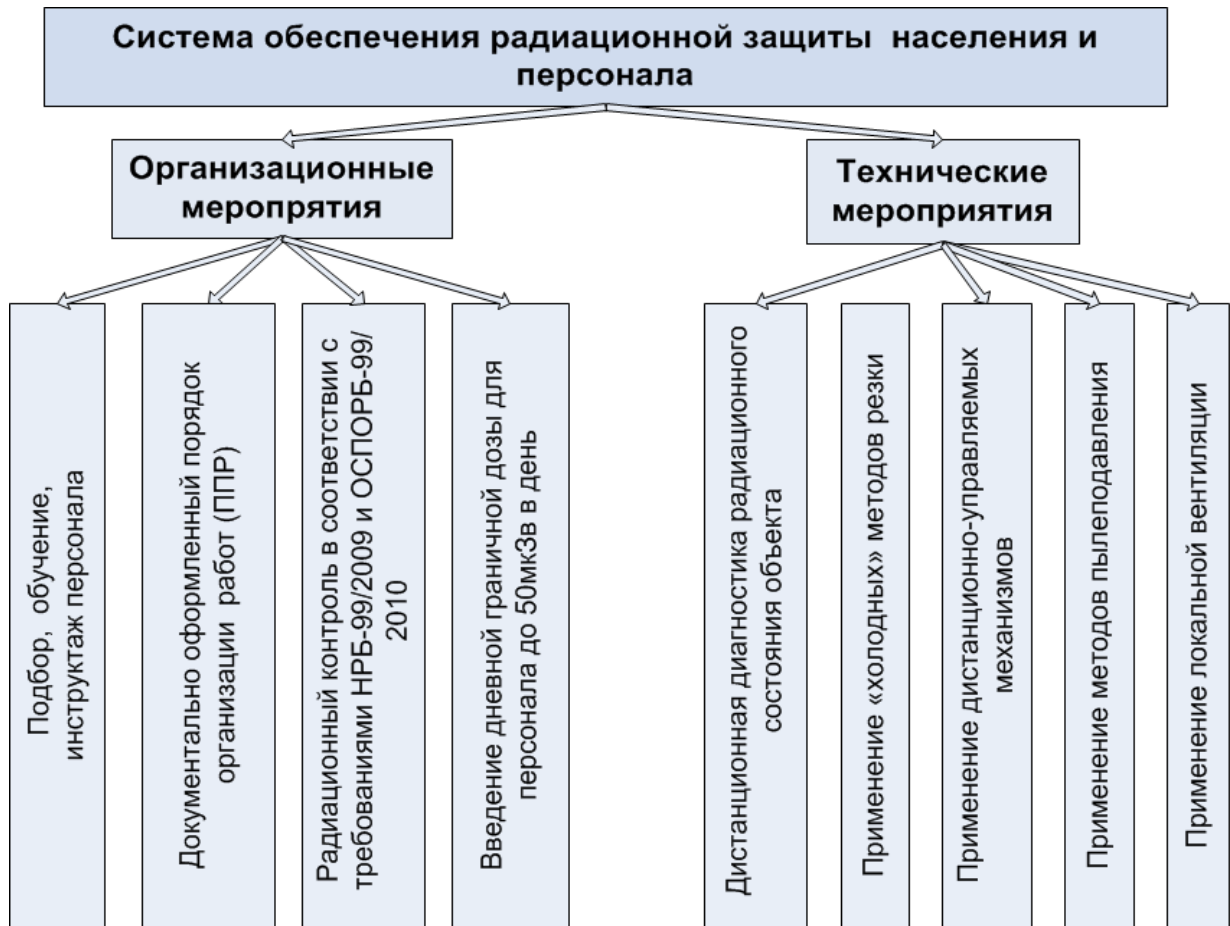 Система обеспечения радиационной защиты населения и
персонала
Организационные
меропрятия
Технические
мероприятия
Подбор, обучение,
инструктаж персонала
Документально оформленный порядок
организации работ (ППР)
Радиационный контроль в соответствии с
требованиями НРБ-99/2009 и ОСПОРБ-99/
2010
Введение дневной граничной дозы для
персонала до 50мкЗв в день
Дистанционная диагностика радиационного
состояния объекта
Применение «холодных» методов резки
Применение дистанционно-управляемых
механизмов
Применение методов пылеподавления
Применение локальной вентиляции